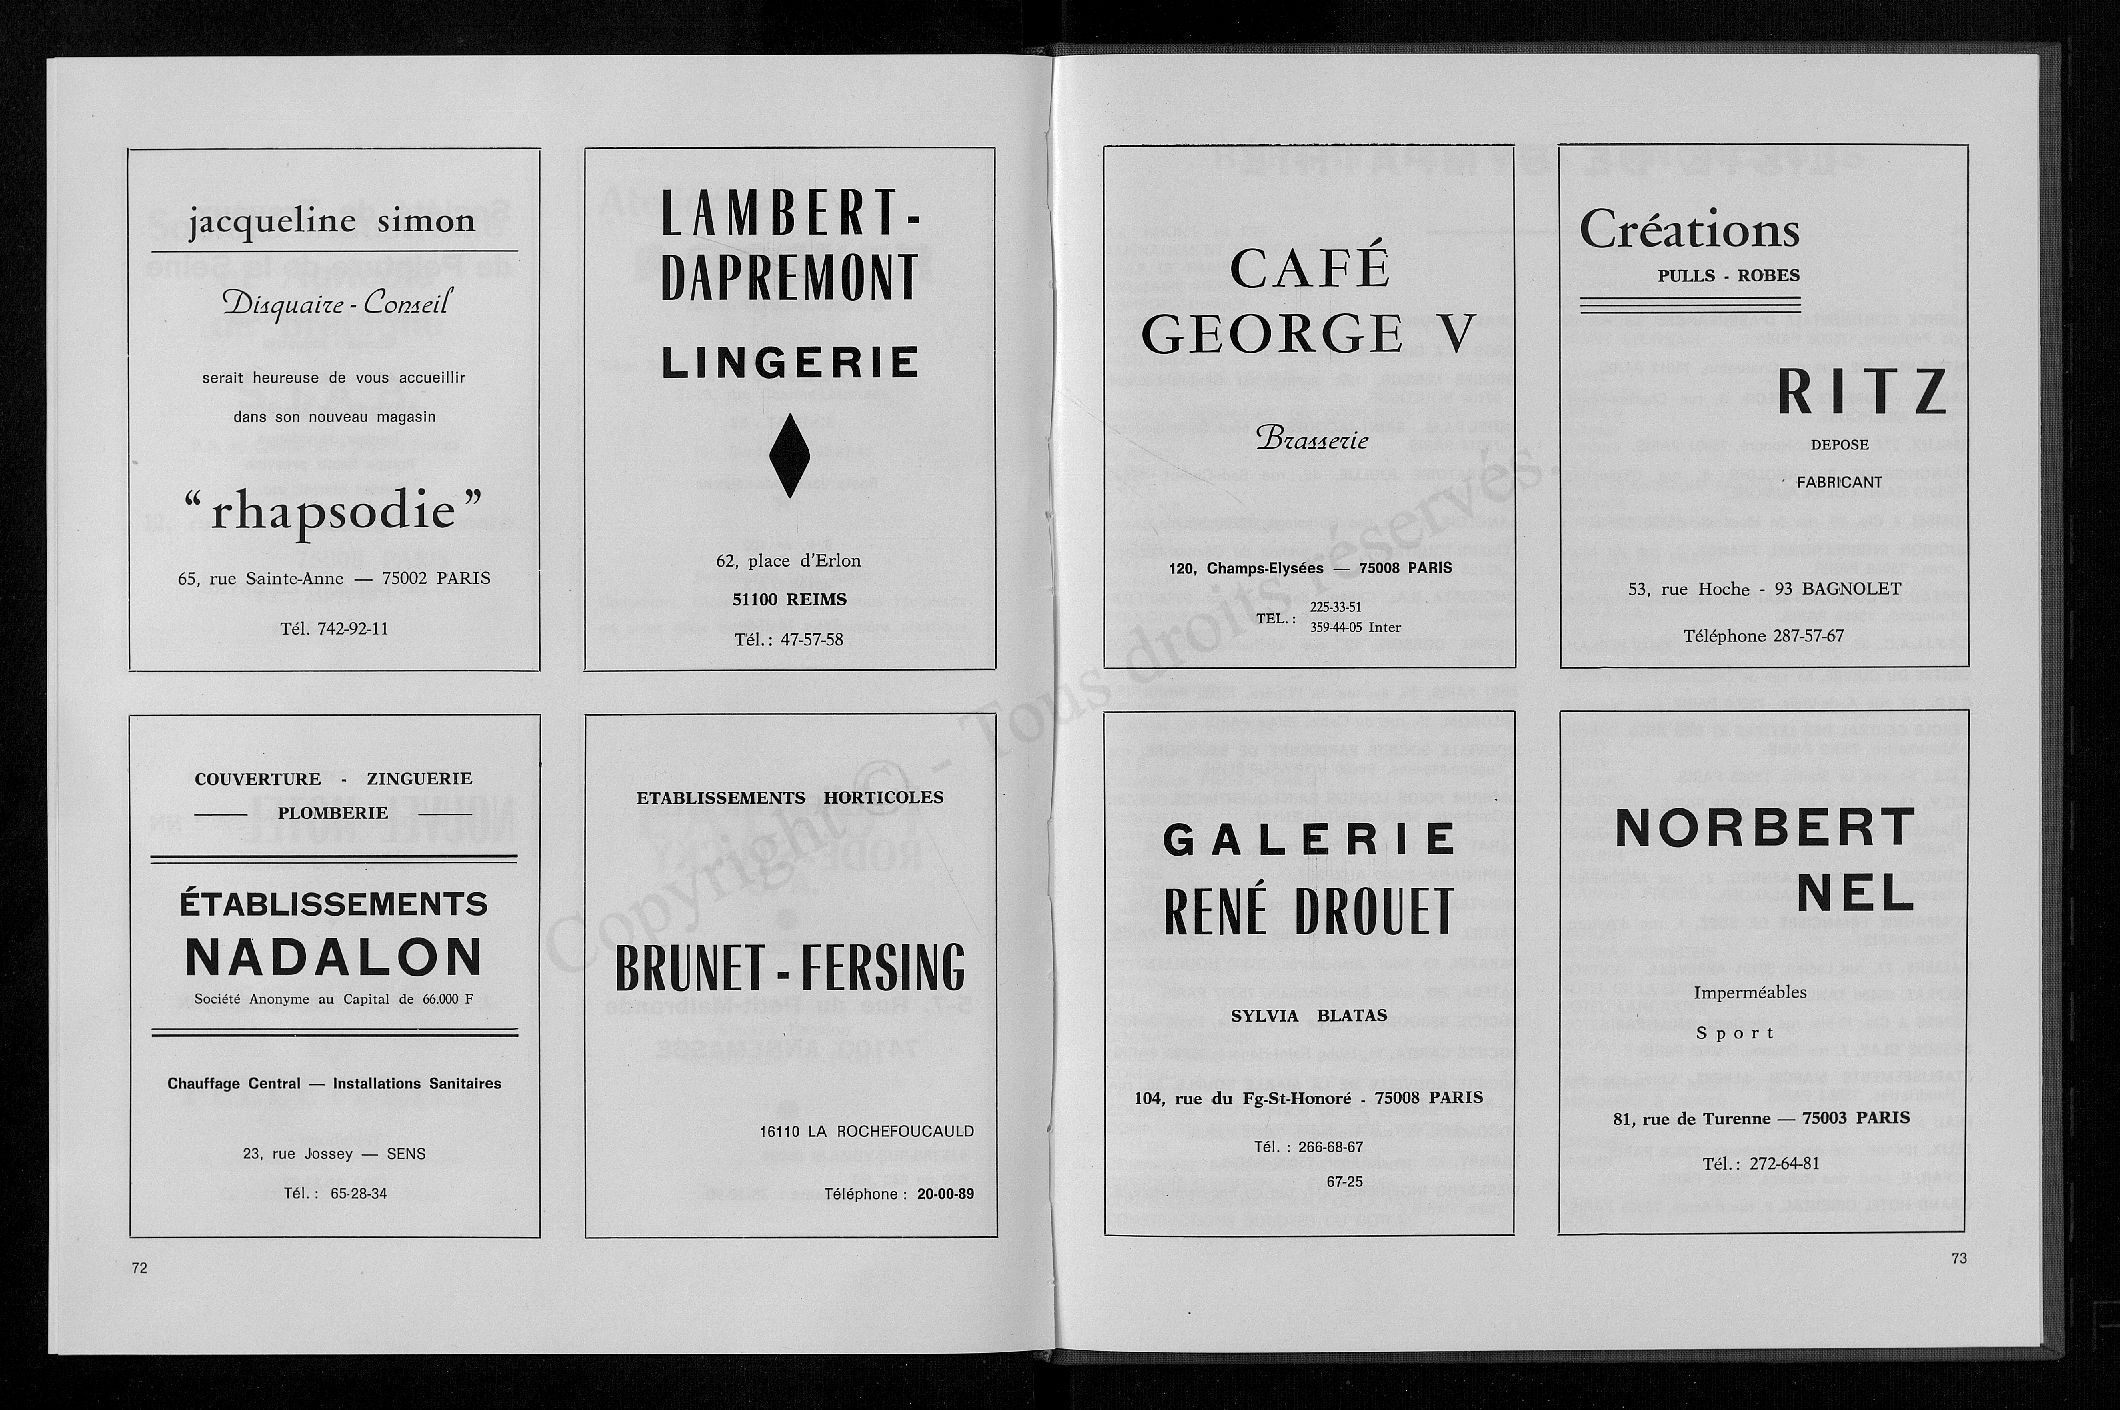 jacqueline simon
Disquaire - Conseil
serait heureuse de vous accueillir
dans son nouveau magasin
“rhapsodie”
65, rue Sainte-Anne — 75002 PARIS
Tél. 742-92-11
LAMBERT-
DAPREMONT
LINGERIE
62, place d'Erlon
51100 REIMS
Tél. : 47-57-58
COUVERTURE - ZINGUERIE
PLOMBERIE
ÉTABLISSEMENTS
NADALON
Société Anonyme au Capital de 66.000 F
Chauffage Central — Installations Sanitaires
23, rue Jossey — SENS
Tél. : 65-28-34
ETABLISSEMENTS HORTICOLES
BRUNET - FERSING
16110 LA ROCHEFOUCAULD
Téléphone : 20-00-89
72
CAFÉ
GEORGE V
Brasserie
120, Champs-Elysées — 75008 PARIS
TEL. : 225-33-51
359-44-05 Inter
Créations
PULLS - ROBES
RITZ
DEPOSE
FABRICANT
53, rue Hoche - 93 BAGNOLET
Téléphone 287-57-67
GALERIE
RENÉ DROUET
SYLVIA BLATAS
104, rue du Fg-St-Honoré - 75008 PARIS
Tél. : 266-68-67
67-25
NORBERT
NEL
Imperméables
Sport
81, rue de Turenne — 75003 PARIS
Tél. : 272-64-81
73
Copyright © - Tous droits réservés